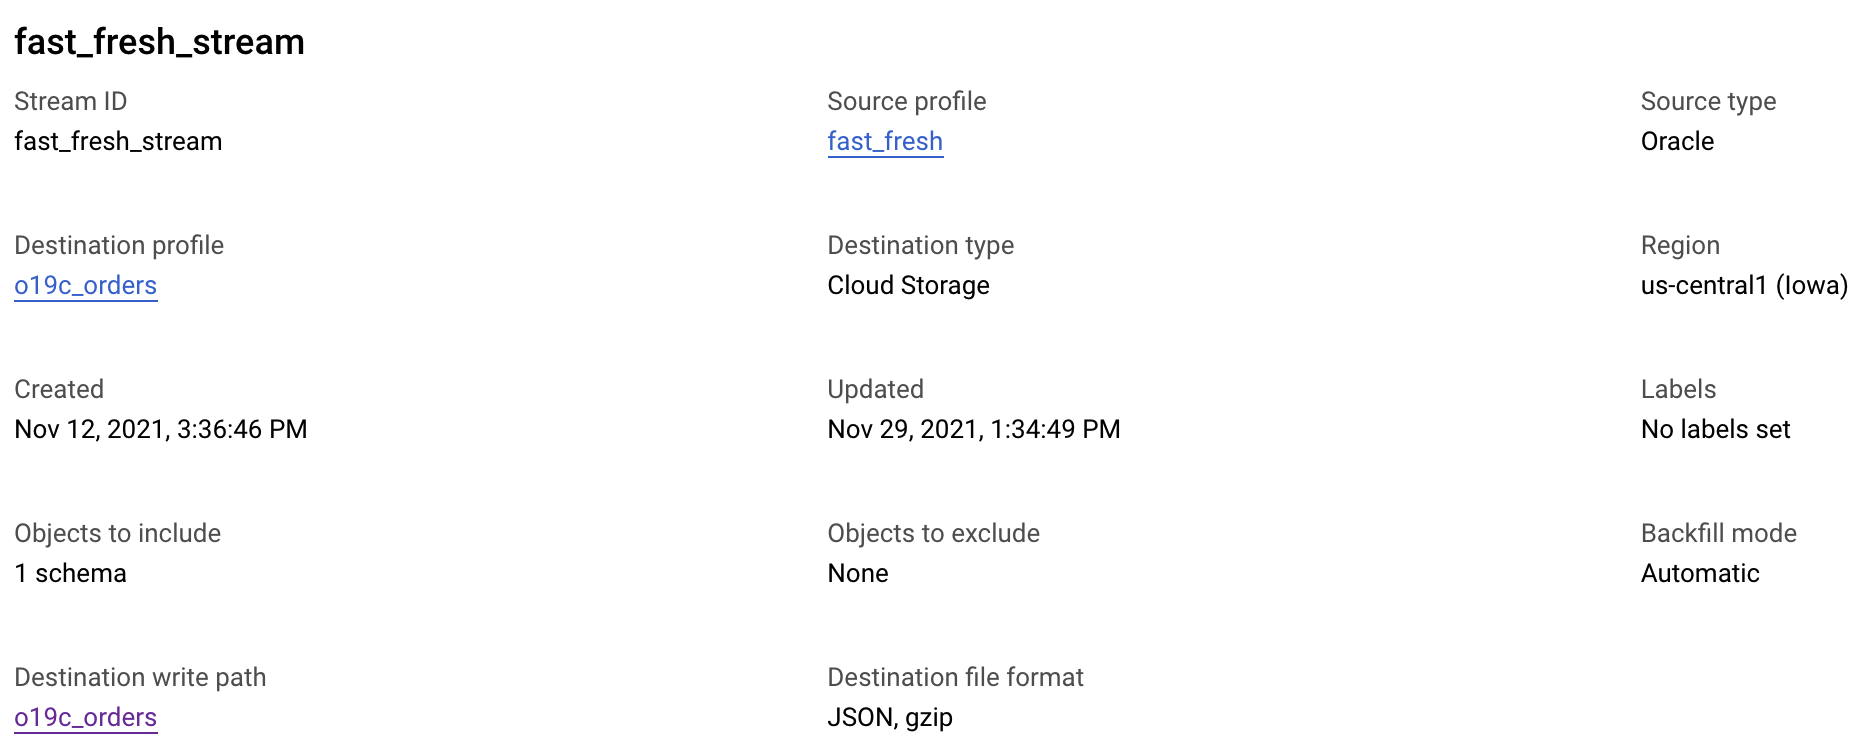 fast_fresh_stream
Stream ID
fast_fresh_stream
Source profile
fast_fresh
Source type
Oracle
Destination profile
o19c_orders
Destination type
Cloud Storage
Region
us-central1 (Iowa)
Created
Nov 12, 2021, 3:36:46 PM
Updated
Nov 29, 2021, 1:34:49 PM
Labels
No labels set
Objects to include
1 schema
Objects to exclude
None
Backfill mode
Automatic
Destination write path
o19c_orders
Destination file format
JSON, gzip